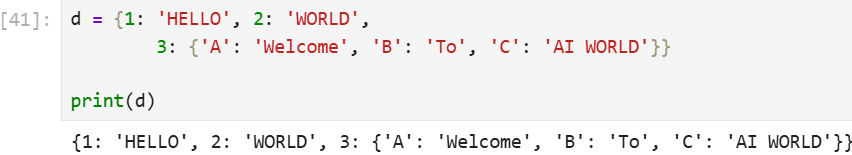 [41]: d = {1: 'HELLO', 2: 'WORLD',
3: {'A': 'Welcome', 'B': 'To', 'C': 'AI WORLD'}}
print(d)
{1: 'HELLO', 2: 'WORLD', 3: {'A': 'Welcome', 'B': 'To', 'C': 'AI WORLD'}}